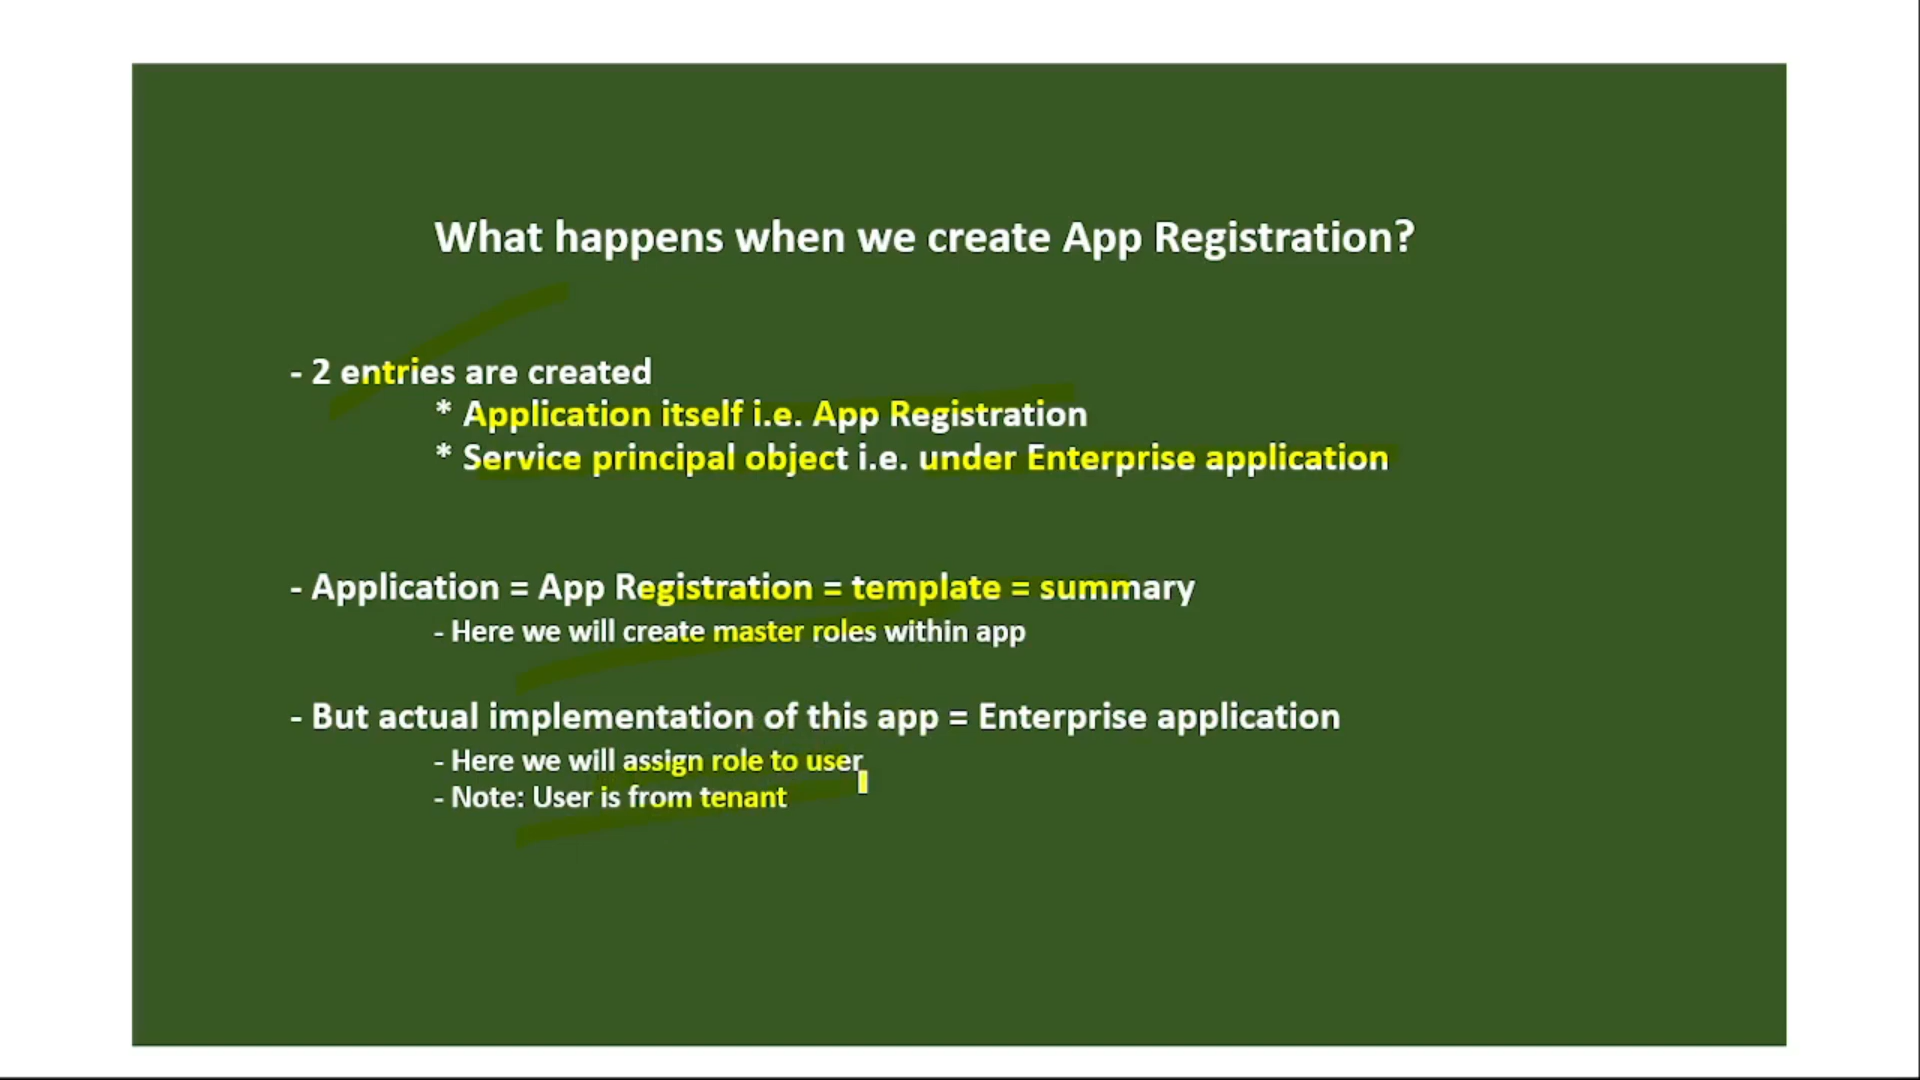 What happens when we create App Registration?
- 2 entries are created
* Application itself i.e. App Registration
* Service principal object i.e. under Enterprise application
- Application = App Registration = template = summary
- Here we will create master roles within app
- But actual implementation of this app = Enterprise application
- Here we will assign role to user
- Note: User is from tenant